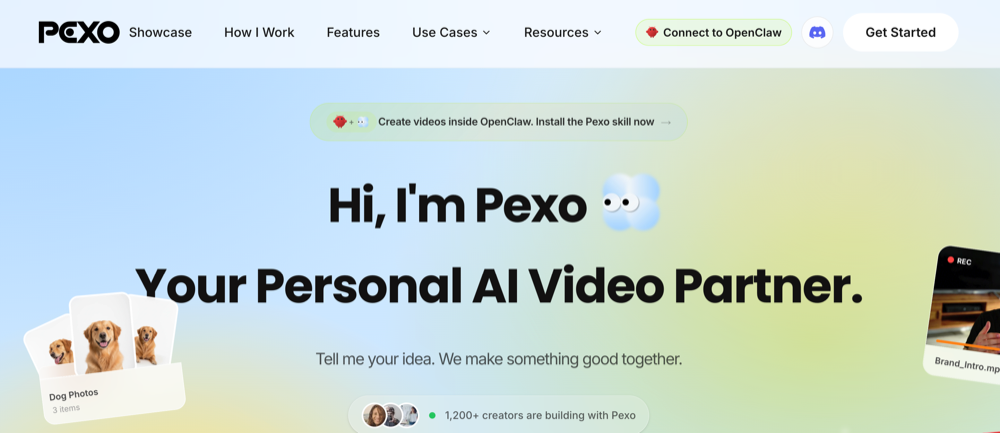 PEXO
Showcase
How I Work
Features
Use Cases
Resources
Connect to OpenClaw
Get Started
+ Create videos inside OpenClaw. Install the Pexo skill now →
Hi, I'm Pexo
Your Personal AI Video Partner.
REC
Tell me your idea. We make something good together.
Brand_Intro.mp
Dog Photos
3 items
1,200+ creators are building with Pexo